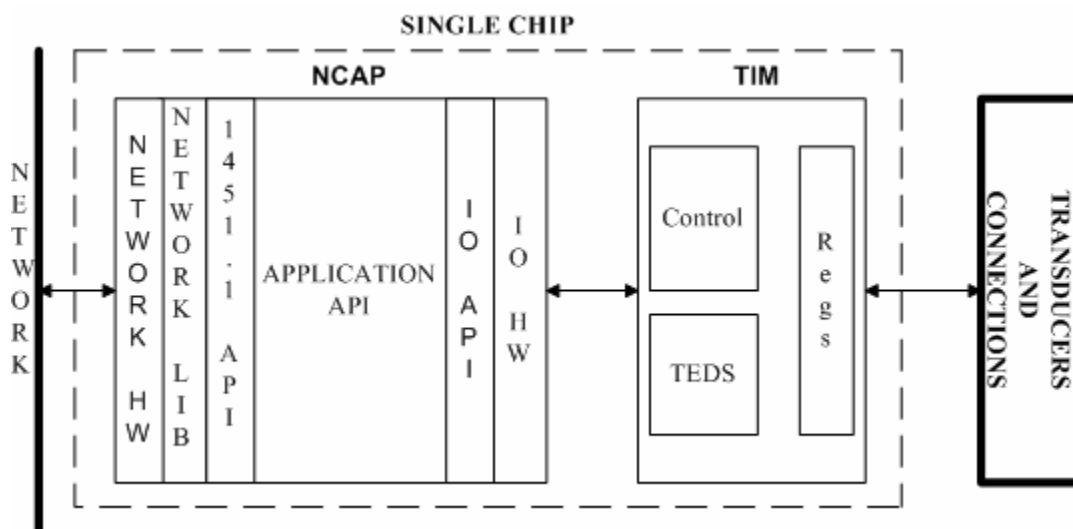 SINGLE CHIP
NCAP
TIM
NETWORK
NETWORK HW
NETWORK LIB
1451.1 API
APPLICATION
API
IO API
IO HW
Control
TEDS
Regs
TRANSDUCERS
AND
CONNECTIONS